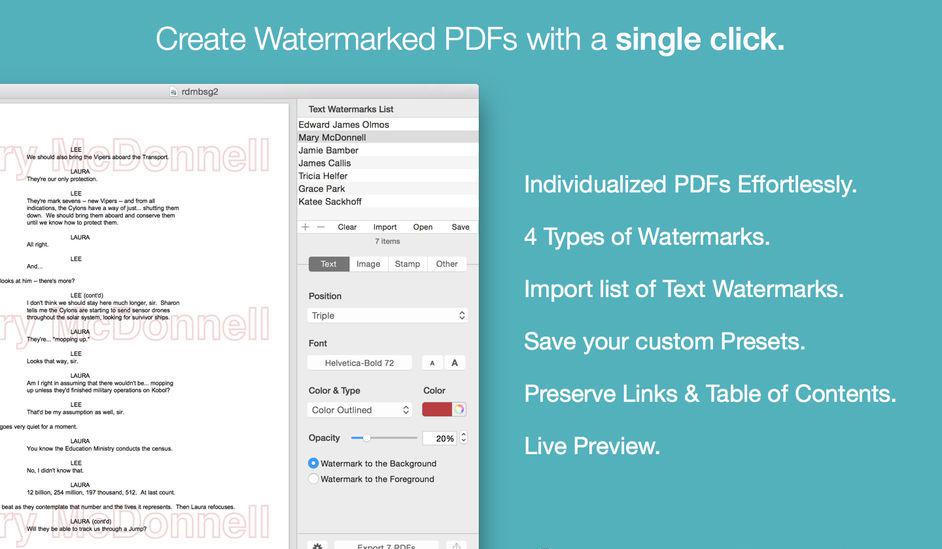 Create Watermarked PDFs with a single click.
rdmbsg2
ry McDonnell
LEE
We should also bring the Vipers aboard the Transport.
LAURA
They're our only protection.
LEE
They're mark sevens -- new Vipers -- and from all
indications, the Cylons have a way of just... shutting them
down. We should bring them aboard and conserve them
until we know how to protect them.
LAURA
All right.
LEE
And...
looks at him -- there's more?
LEE (cont'd)
I don't think we should stay here much longer, sir. Sharon
tells me the Cylons are starting to send sensor drones
throughout the solar system, looking for survivor ships.
ry McDonnell
LAURA
They're... "mopping up."
LEE
Looks that way, sir.
LAURA
Am I right in assuming that there wouldn't be... mopping
up unless they'd finished military operations on Kobol?
LEE
That'd be my assumption as well, sir.
goes very quiet for a moment.
LAURA
You know the Education Ministry conducts the census.
LEE
No, I didn't know that.
LAURA
12 billion, 254 million, 197 thousand, 512. At last count.
beat as they contemplate that number and the lives it represents. Then Laura refocuses.
LAURA (cont'd)
Will they be able to track us through a Jump?
ry McDonnell
Text Watermarks List
Edward James Olmos
Mary McDonnell
Jamie Bamber
James Callis
Tricia Helfer
Grace Park
Katee Sackhoff
+ − Clear Import Open Save
7 items
Text Image Stamp Other
Position
Triple
Font
Helvetica-Bold 72 A A
Color & Type Color
Color Outlined
Opacity 20%
Watermark to the Background
Watermark to the Foreground
Export 7 PDFs
Individualized PDFs Effortlessly.
4 Types of Watermarks.
Import list of Text Watermarks.
Save your custom Presets.
Preserve Links & Table of Contents.
Live Preview.